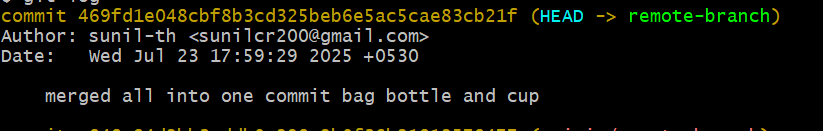 commit 469fd1e048cbf8b3cd325beb6e5ac5cae83cb21f (HEAD -> remote-branch)
Author: sunil-th <sunilcr200@gmail.com>
Date:   Wed Jul 23 17:59:29 2025 +0530
    merged all into one commit bag bottle and cup